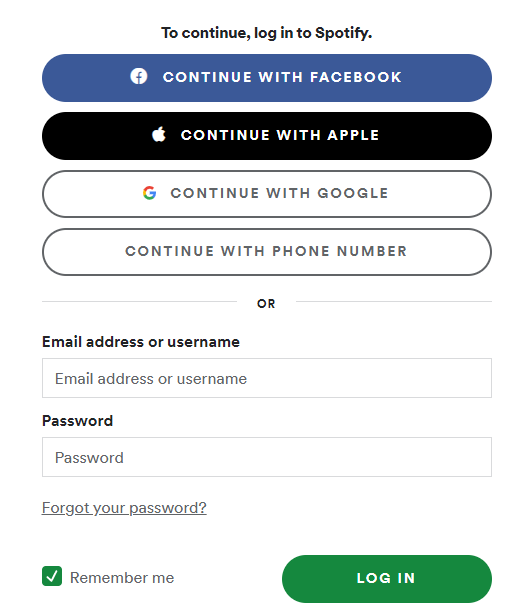 To continue, log in to Spotify.
CONTINUE WITH FACEBOOK
CONTINUE WITH APPLE
CONTINUE WITH GOOGLE
CONTINUE WITH PHONE NUMBER
OR
Email address or username
Email address or username
Password
Password
Forgot your password?
Remember me
LOG IN